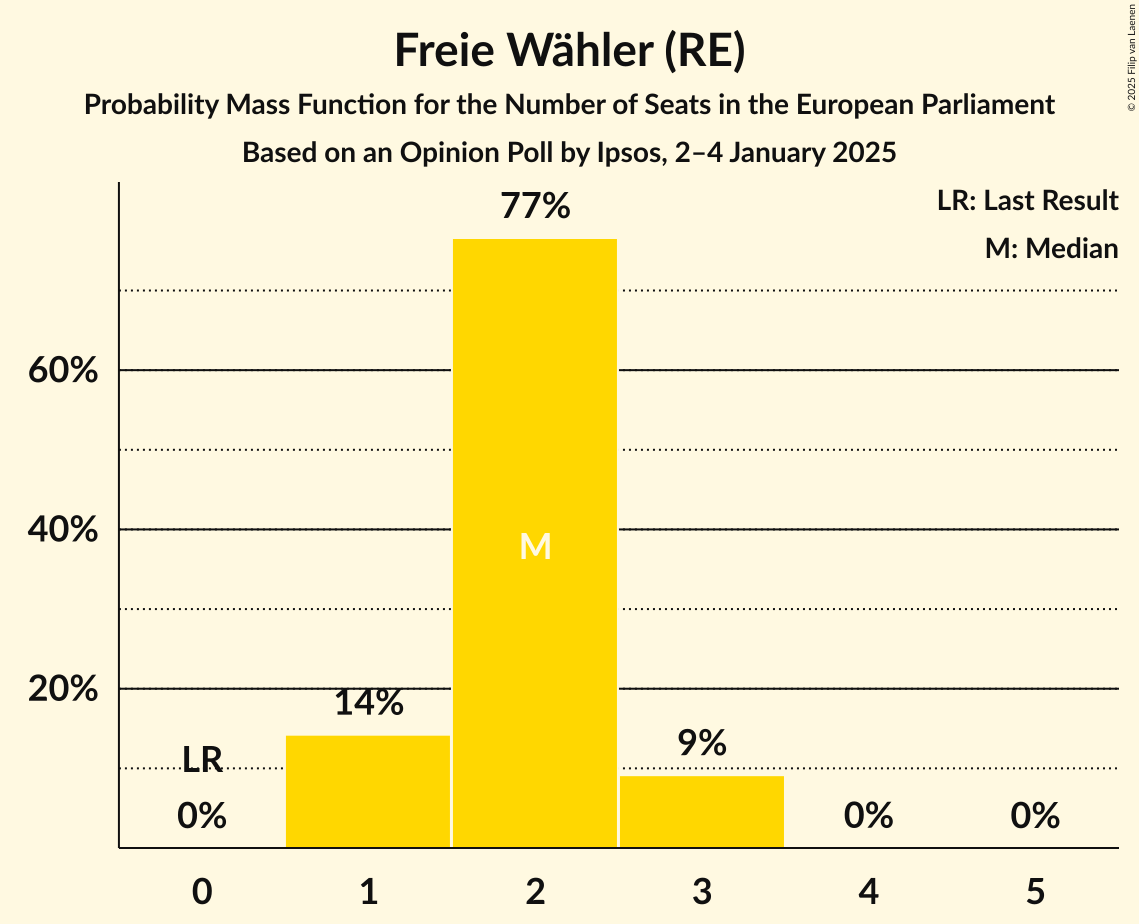 Freie Wähler (RE)
Probability Mass Function for the Number of Seats in the European Parliament
Based on an Opinion Poll by Ipsos, 2–4 January 2025
© 2025 Filip van Laenen
LR: Last Result
M: Median
77%
60%
40%
M
20%
14%
9%
LR
0%
0%
0%
0
1
2
3
4
5